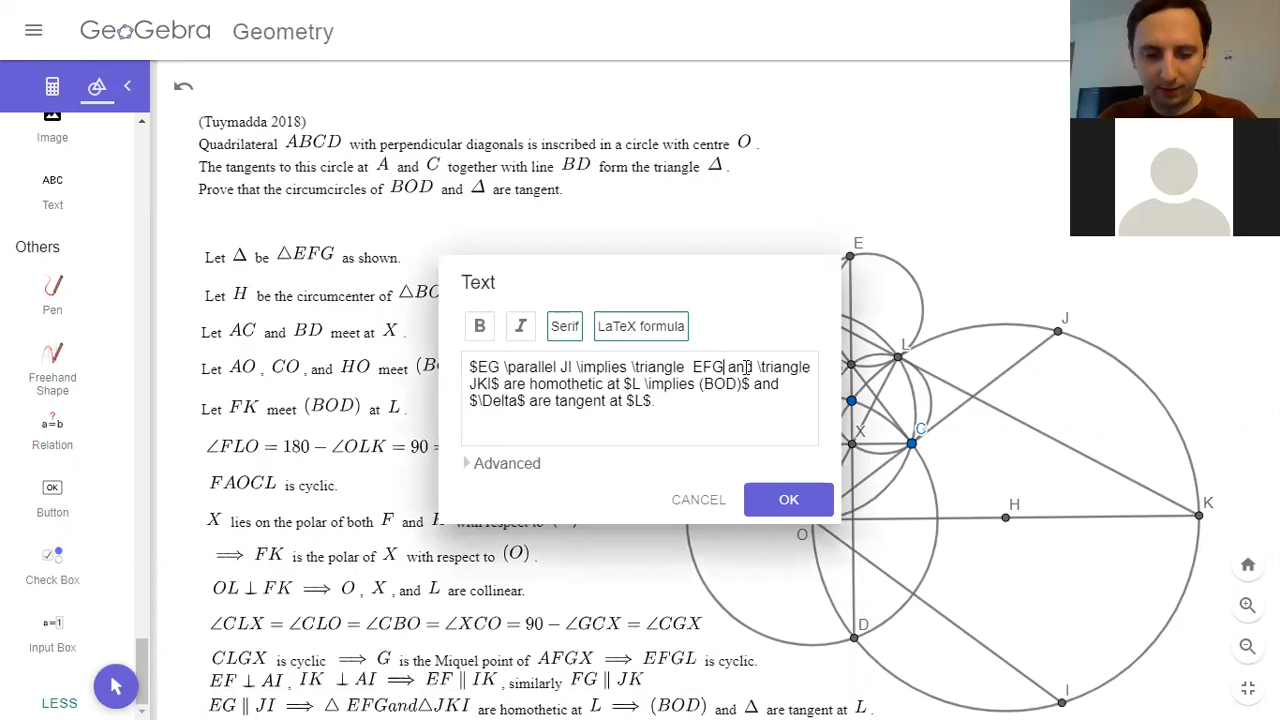 GeoGebra Geometry
Image
ABC
Text
Others
Pen
a=b
Relation
OK
Button
Check Box
a=1
Input Box
LESS
(Tuymadda 2018)
Quadrilateral ABCD with perpendicular diagonals is inscribed in a circle with centre O .
The tangents to this circle at A and C together with line BD form the triangle Δ .
Prove that the circumcircles of BOD and Δ are tangent.
Let Δ be △EFG as shown.
Let H be the circumcenter of
Let AC and BD meet at X .
As AO , CO , and HO meet
Let FK meet (BOD) at L .
∠FLO = 180 − ∠OLK = 90
FAOCL is cyclic.
X lies on the polar of both F and
⟹ FK is the polar of X with respect to (O) .
OL ⊥ FK ⟹ O , X , and L are collinear.
∠CLX = ∠CLO = ∠CBO = ∠XCO = 90 − ∠GCX = ∠CGX
CLGX is cyclic ⟹ G is the Miquel point of AFGX ⟹ EFGL is cyclic.
EF ⊥ AI , IK ⊥ AI ⟹ EF ∥ IK , similarly FG ∥ JK
EG ∥ JI ⟹ △ EFGand△JKI are homothetic at L ⟹ (BOD) and Δ are tangent at L .
Text
B I Serif LaTeX formula
$EG \parallel JI \implies \triangle EFG and \triangle
JKI$ are homothetic at $L \implies (BOD)$ and
$\Delta$ are tangent at $L$.
Advanced
CANCEL OK
E
J
L
X
C
H
K
O
D
I